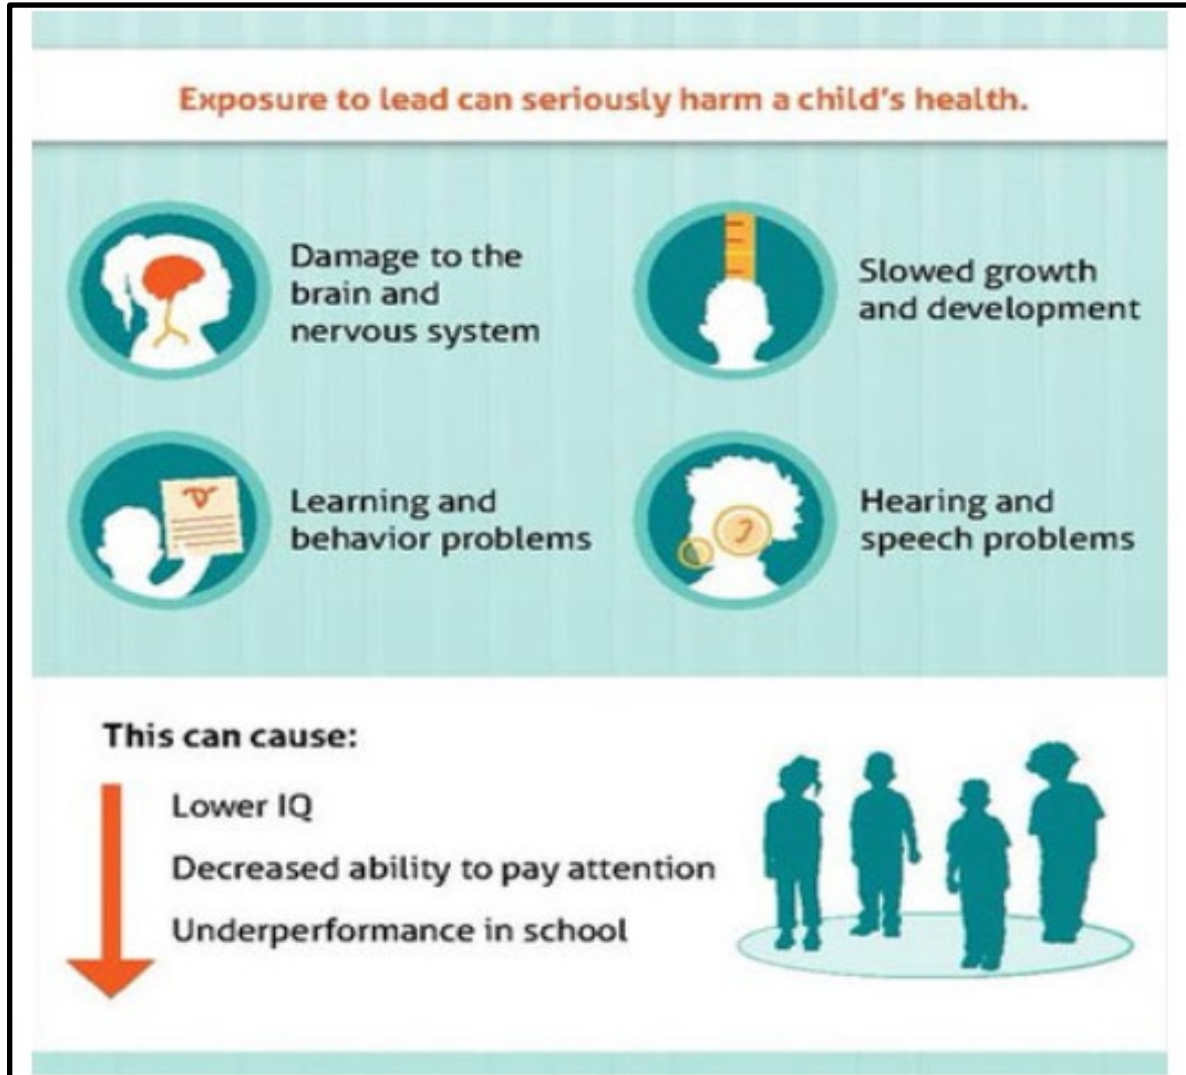 Exposure to lead can seriously harm a child's health.
Damage to the
brain and
nervous system
Slowed growth
and development
Learning and
behavior problems
Hearing and
speech problems
This can cause:
Lower IQ
Decreased ability to pay attention
Underperformance in school